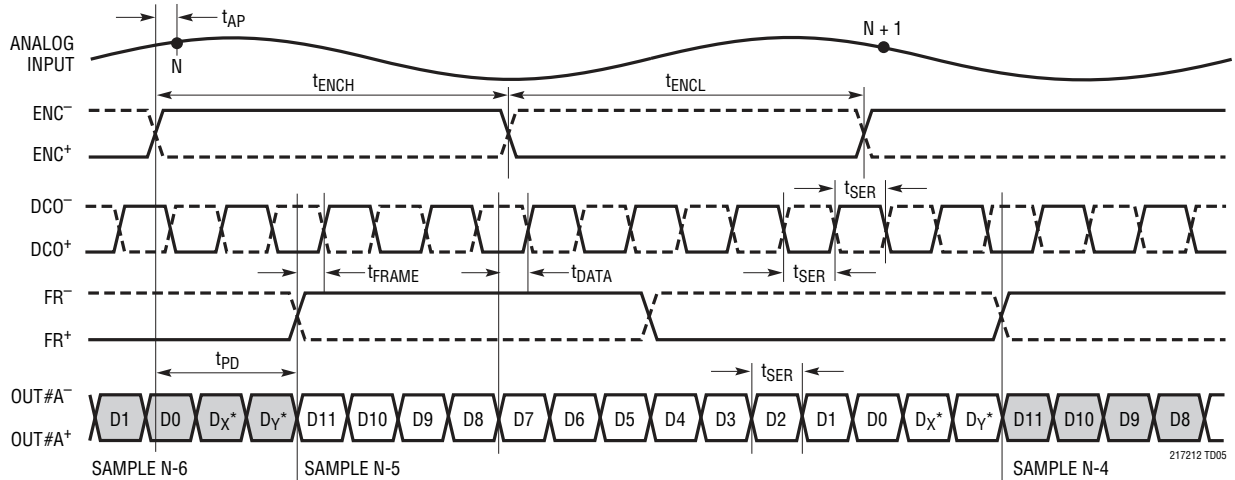 tAP
ANALOG
INPUT
N
N + 1
tENCH
tENCL
ENC–
ENC+
tSER
DCO–
DCO+
tFRAME
tDATA
tSER
FR–
FR+
tPD
tSER
OUT#A–
D1 D0 DX* DY* D11 D10 D9 D8 D7 D6 D5 D4 D3 D2 D1 D0 DX* DY* D11 D10 D9 D8
OUT#A+
217212 TD05
SAMPLE N-6 SAMPLE N-5 SAMPLE N-4